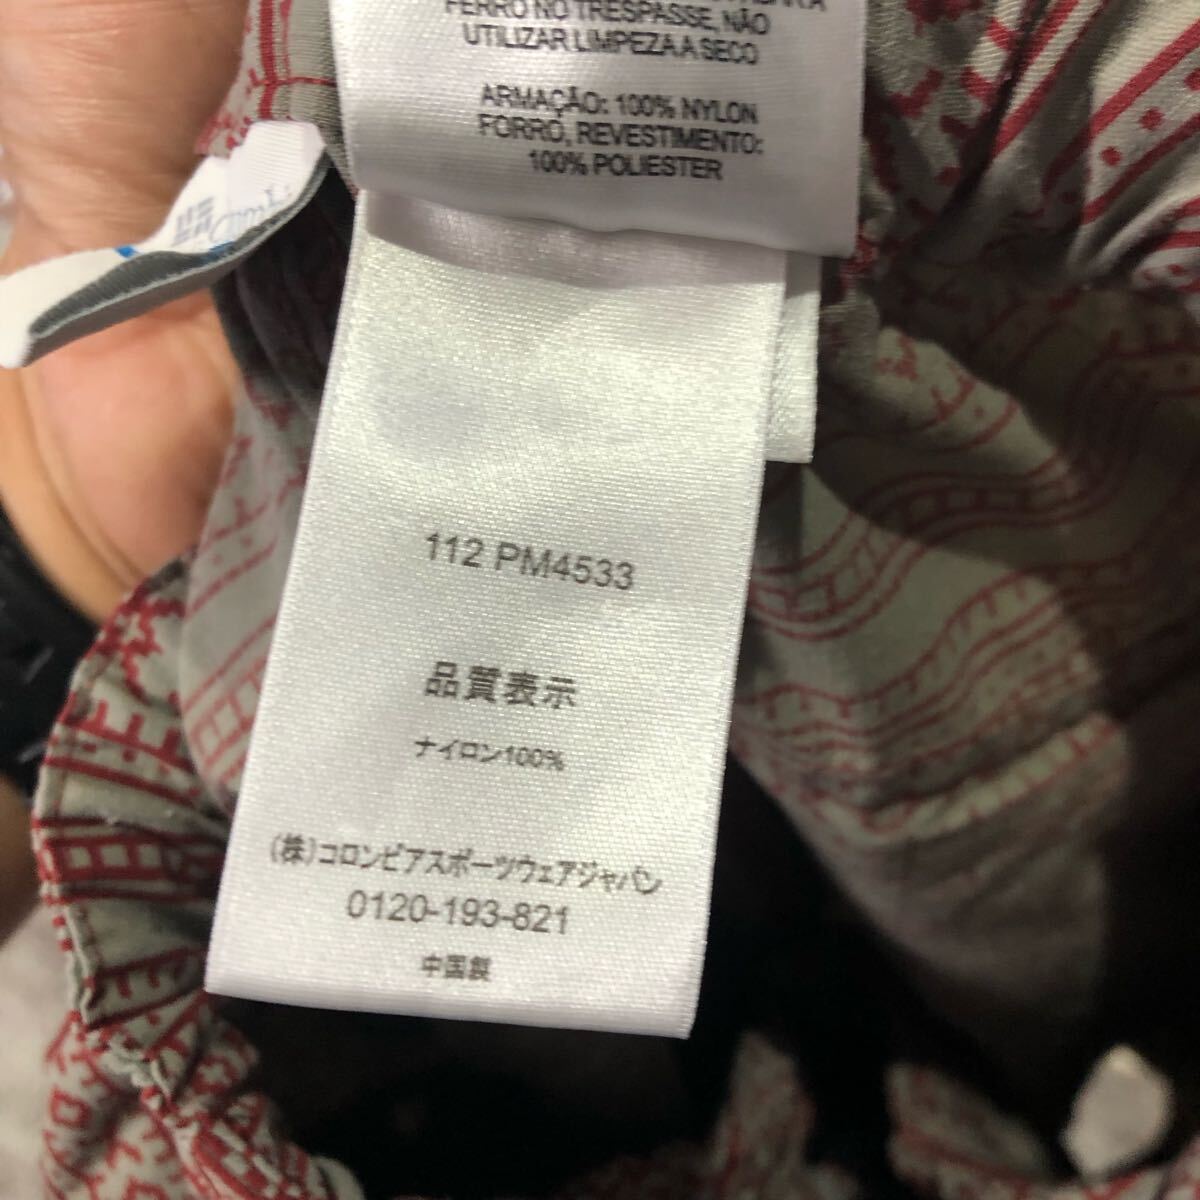 FERRO NO TRESPASSE, NÃO
UTILIZAR LIMPEZA A SECO
ARMAÇÃO: 100% NYLON
FORRO, REVESTIMENTO:
100% POLIESTER
112 PM4533
品質表示
ナイロン100%
(株)コロンビアスポーツウェアジャパン
0120-193-821
中国製